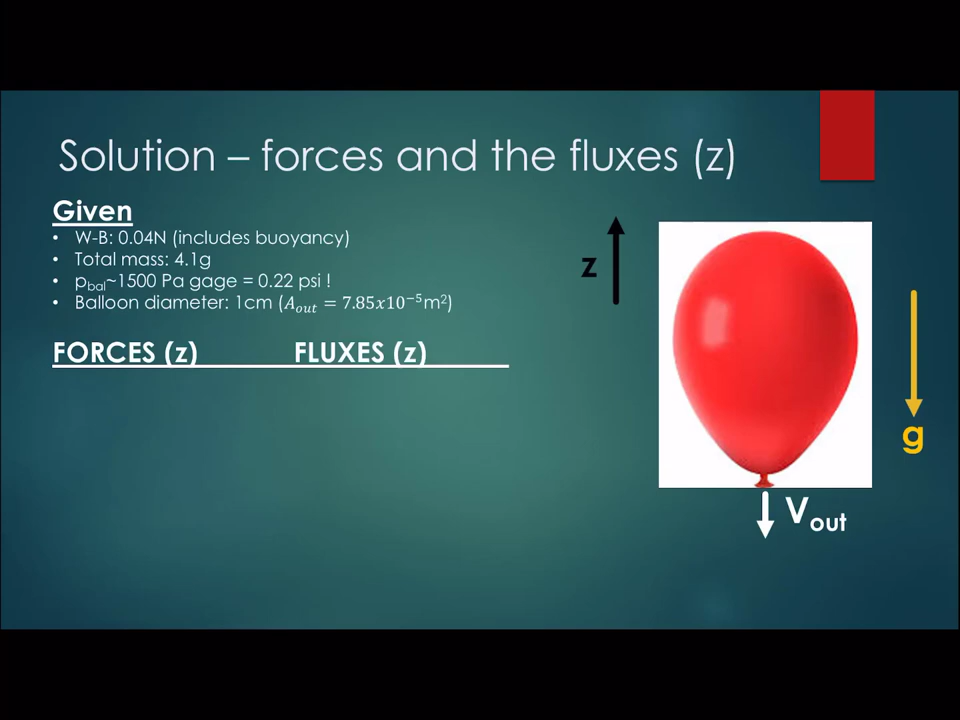 Solution – forces and the fluxes (z)
Given
• W-B: 0.04N (includes buoyancy)
• Total mass: 4.1g
• pbal~1500 Pa gage = 0.22 psi !
• Balloon diameter: 1cm (𝐴𝑜𝑢𝑡 = 7.85𝑥10⁻⁵m²)
FORCES (z) FLUXES (z)
z
g
Vout